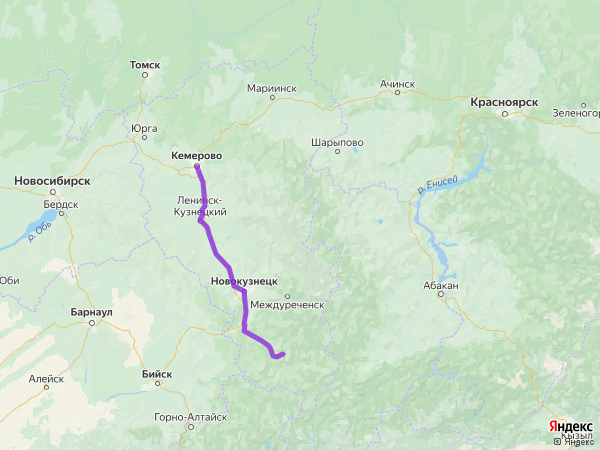 Томск
Мариинск
Ачинск
Красноярск
Зеленогор
Юрга
Шарыпово
Кемерово
Новосибирск
Бердск
р. Обь
Ленинск-
Кузнецкий
р. Енисей
Оби
Новокузнецк
Междуреченск
Абакан
Барнаул
Алейск
Бийск
Горно-Алтайск
Яндекс
Кызыл
© Яндекс